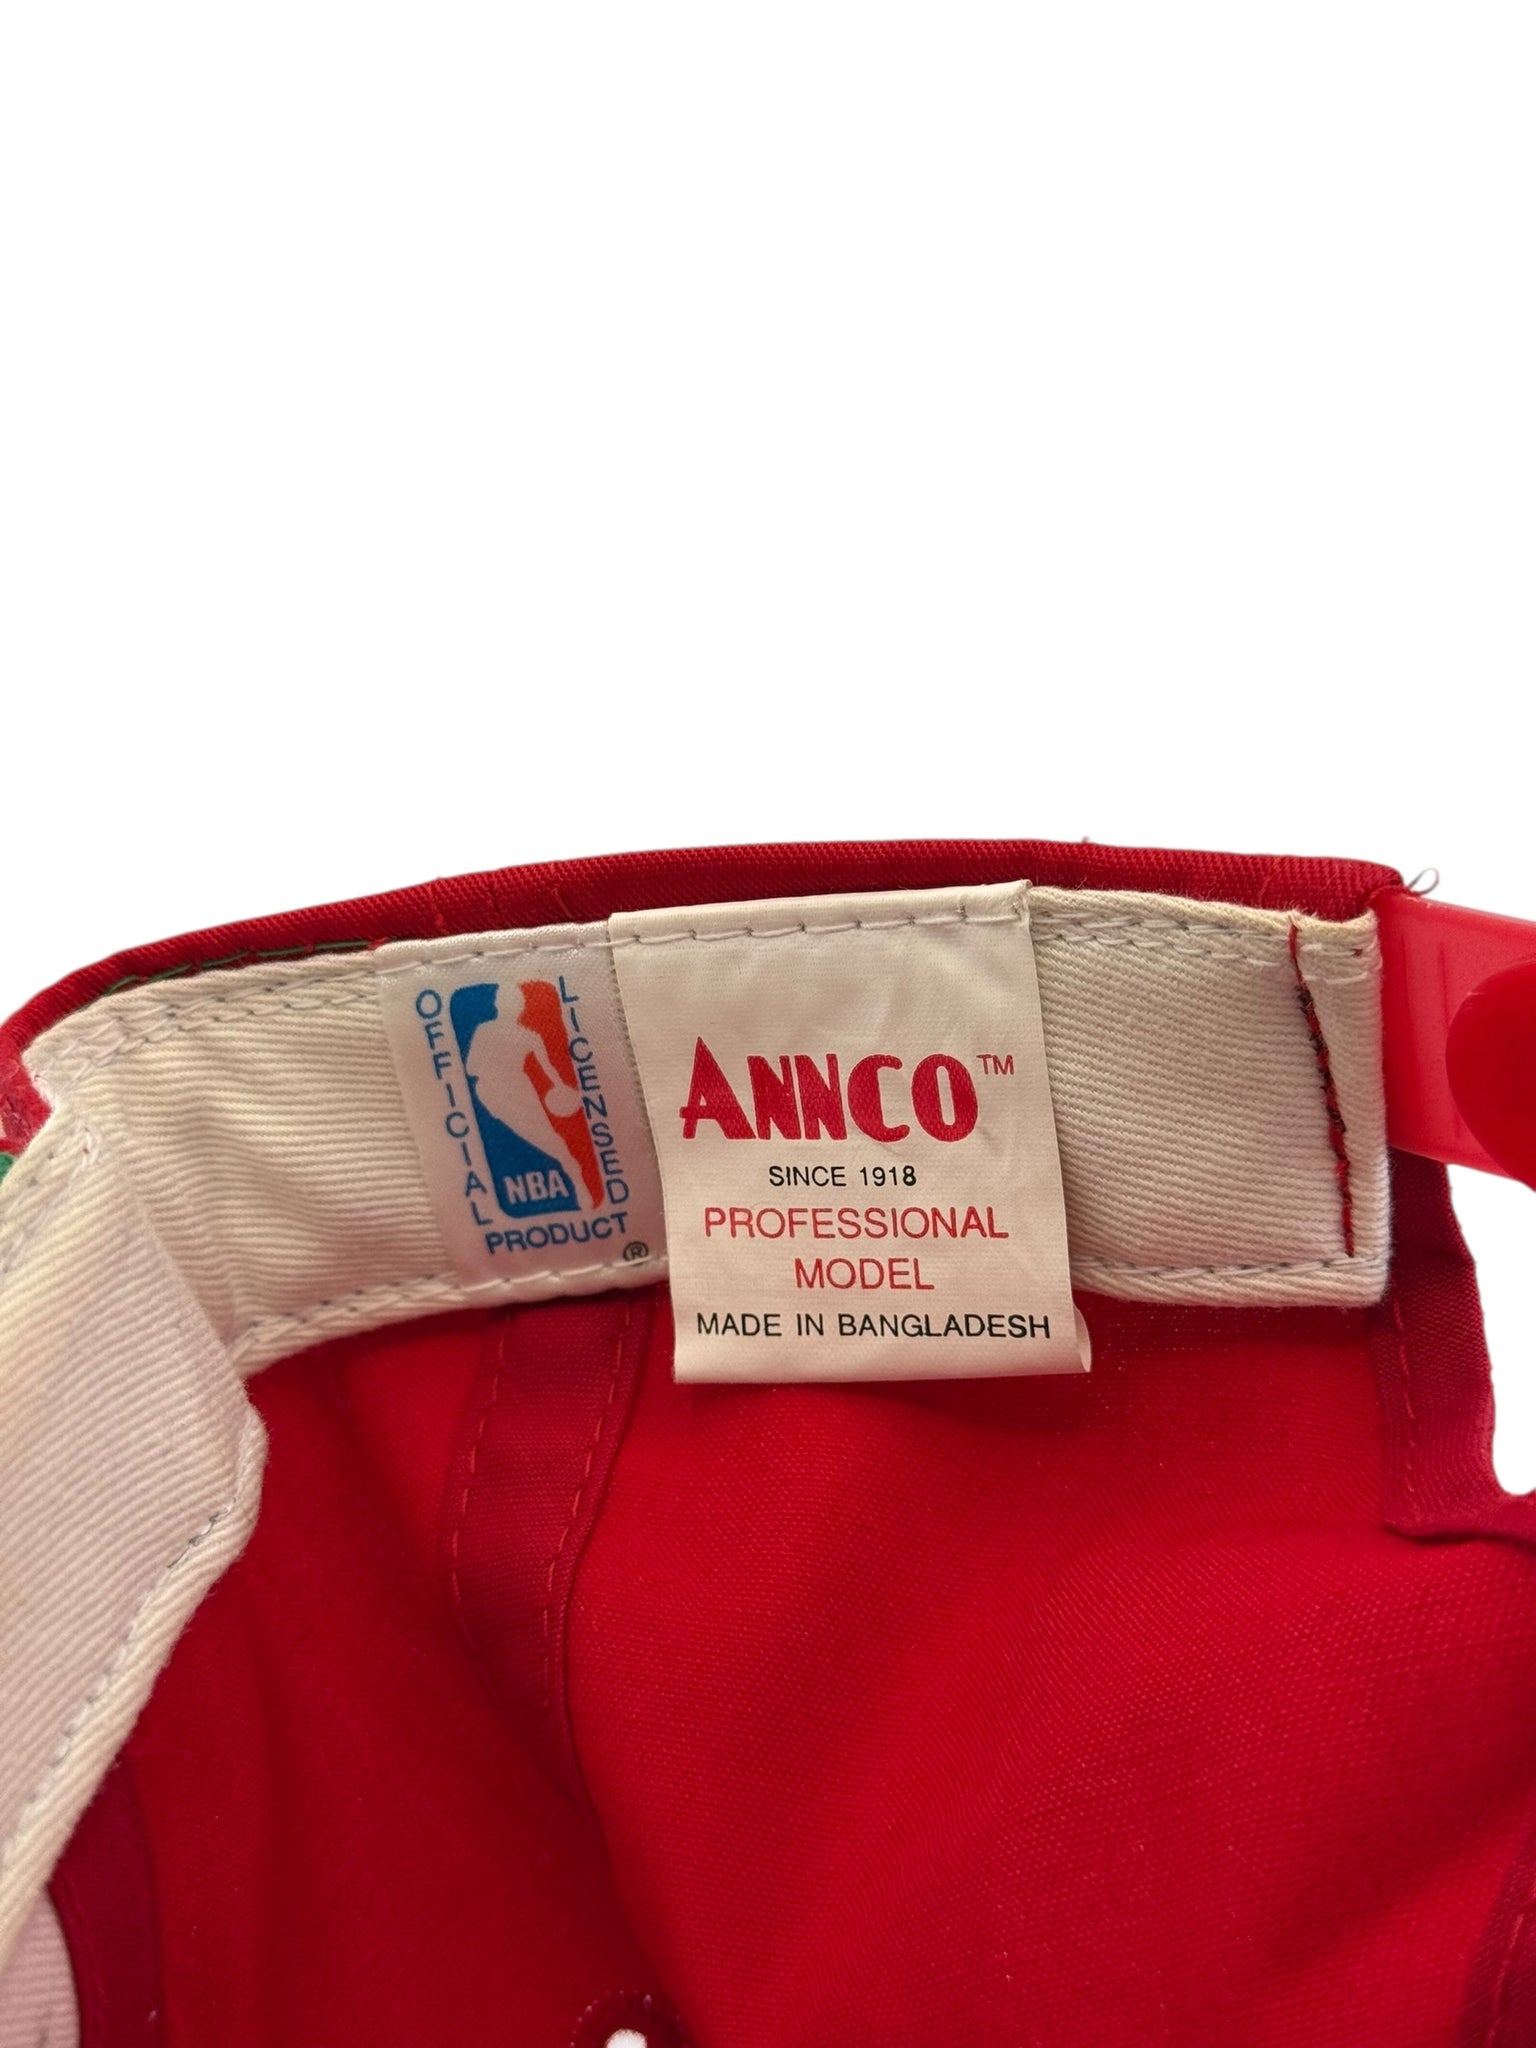 OFFICIAL
LICENSED
NBA
PRODUCT
®
ANNCO™
SINCE 1918
PROFESSIONAL
MODEL
MADE IN BANGLADESH